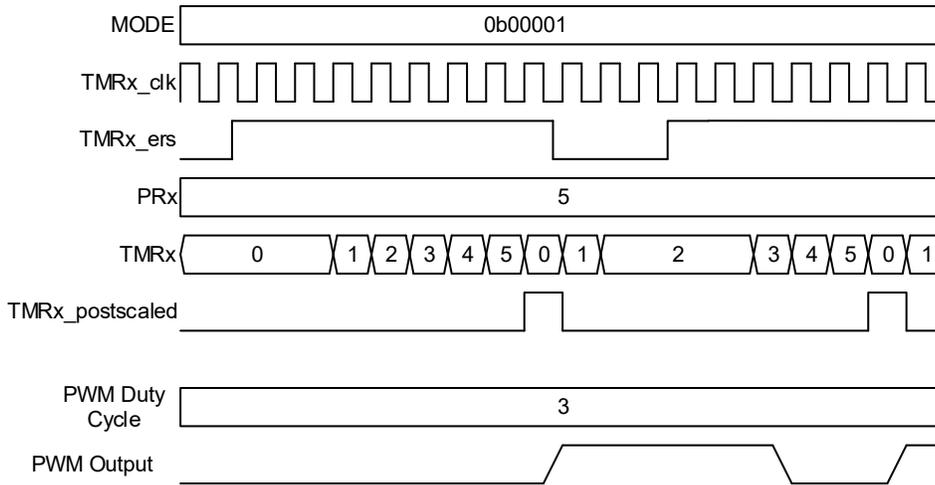 MODE 0b00001
TMRx_clk
TMRx_ers
PRx 5
TMRx 0 1 2 3 4 5 0 1 2 3 4 5 0 1
TMRx_postscaled
PWM Duty
Cycle 3
PWM Output